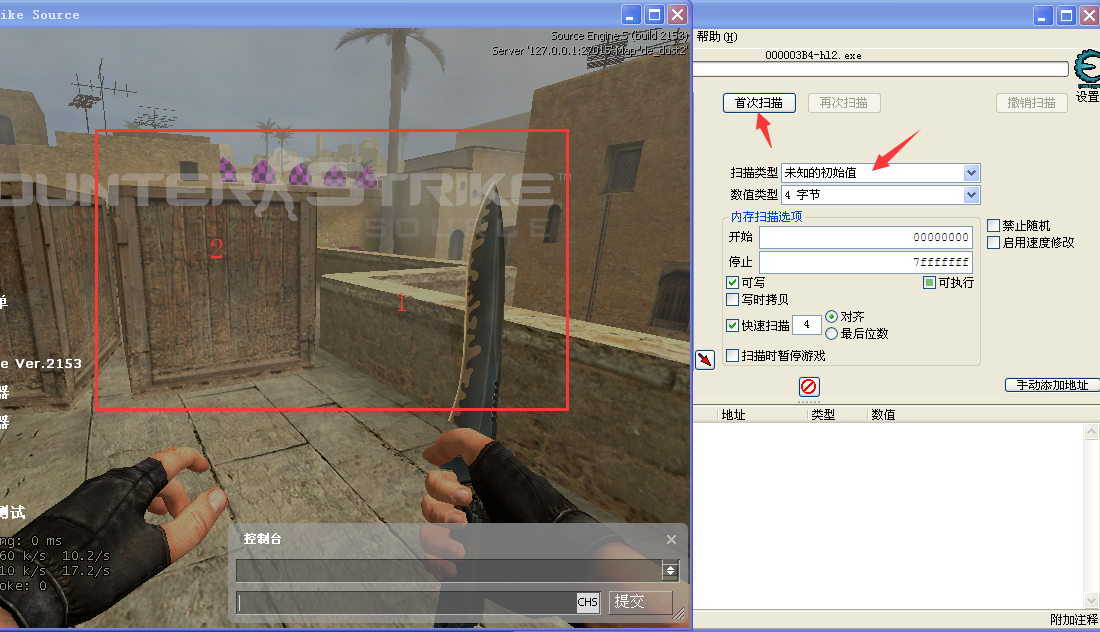 ike Source
Source Engine 5 (build 2153)
Server '127.0.0.1:27015' Map 'de_dust2'
OUNTER STRIKE™
SOURCE
2
1
单
e Ver.2153
器
器
测试
ng: 0 ms
60 k/s 10.2/s
10 k/s 17.2/s
oke: 0
控制台
CHS
提交
帮助(H)
000003B4-hl2.exe
设置
首次扫描
再次扫描
撤销扫描
扫描类型
未知的初始值
数值类型
4 字节
内存扫描选项
开始
00000000
停止
7fffffff
可写
可执行
写时拷贝
快速扫描
4
对齐
最后位数
扫描时暂停游戏
禁止随机
启用速度修改
手动添加地址
地址
类型
数值
附加注释